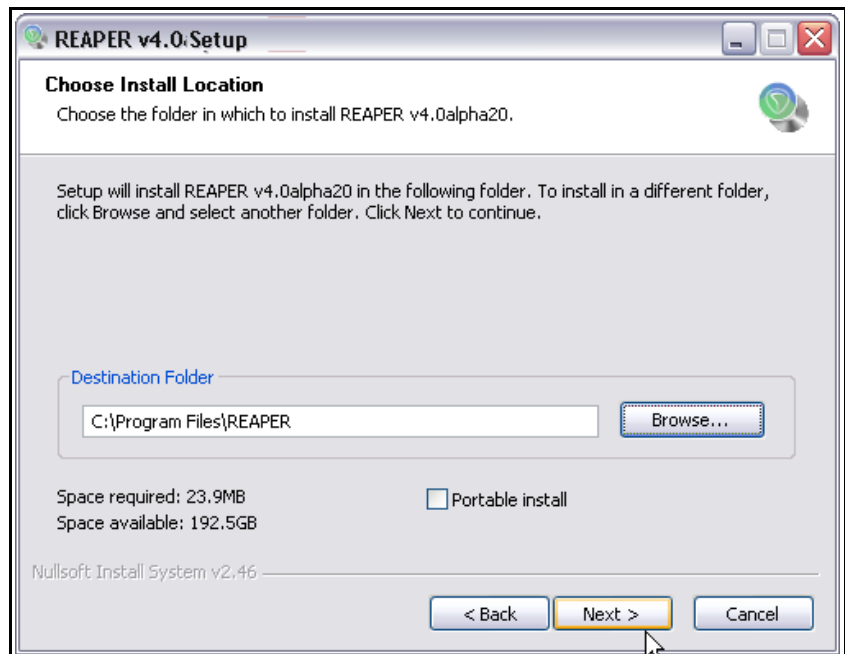 REAPER v4.0 Setup
Choose Install Location
Choose the folder in which to install REAPER v4.0alpha20.
Setup will install REAPER v4.0alpha20 in the following folder. To install in a different folder,
click Browse and select another folder. Click Next to continue.
Destination Folder
C:\Program Files\REAPER
Browse...
Space required: 23.9MB
Portable install
Space available: 192.5GB
Nullsoft Install System v2.46
< Back
Next >
Cancel